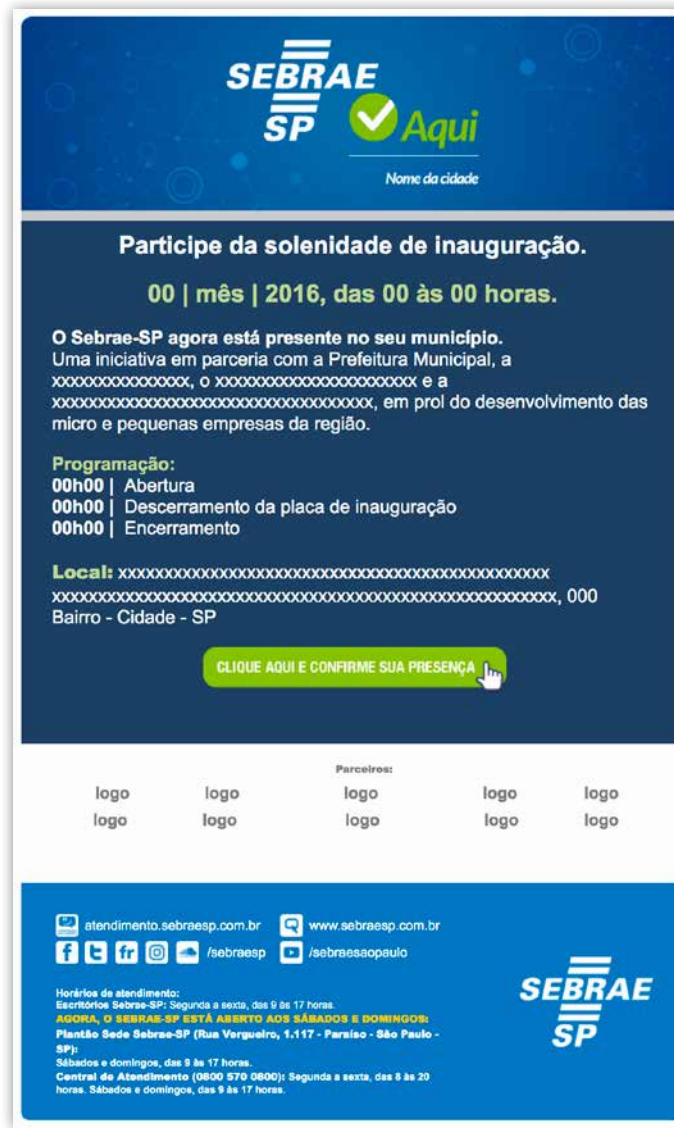 SEBRAE
SP
Aqui
Nome da cidade
Participe da solenidade de inauguração.
00 | mês | 2016, das 00 às 00 horas.
O Sebrae-SP agora está presente no seu município.
Uma iniciativa em parceria com a Prefeitura Municipal, a
xxxxxxxxxxxxxxx, o xxxxxxxxxxxxxxxxxxxxxx e a
xxxxxxxxxxxxxxxxxxxxxxxxxxxxxxxxxxx, em prol do desenvolvimento das
micro e pequenas empresas da região.
Programação:
00h00 | Abertura
00h00 | Descerramento da placa de inauguração
00h00 | Encerramento
Local: xxxxxxxxxxxxxxxxxxxxxxxxxxxxxxxxxxxxxxxxxxxxxxx
xxxxxxxxxxxxxxxxxxxxxxxxxxxxxxxxxxxxxxxxxxxxxxxxxxxxxxx, 000
Bairro - Cidade - SP
CLIQUE AQUI E CONFIRME SUA PRESENÇA
Parceiros:
logo logo logo logo logo
logo logo logo logo logo
atendimento.sebraesp.com.br www.sebraesp.com.br
/sebraesp /sebraesaopaulo
Horários de atendimento:
Escritórios Sebrae-SP: Segunda a sexta, das 9 às 17 horas.
AGORA, O SEBRAE-SP ESTÁ ABERTO AOS SÁBADOS E DOMINGOS:
Plantão Sede Sebrae-SP (Rua Vergueiro, 1.117 - Paraíso - São Paulo -
SP):
Sábados e domingos, das 9 às 17 horas.
Central de Atendimento (0800 570 0800): Segunda a sexta, das 8 às 20
horas. Sábados e domingos, das 9 às 17 horas.
SEBRAE
SP